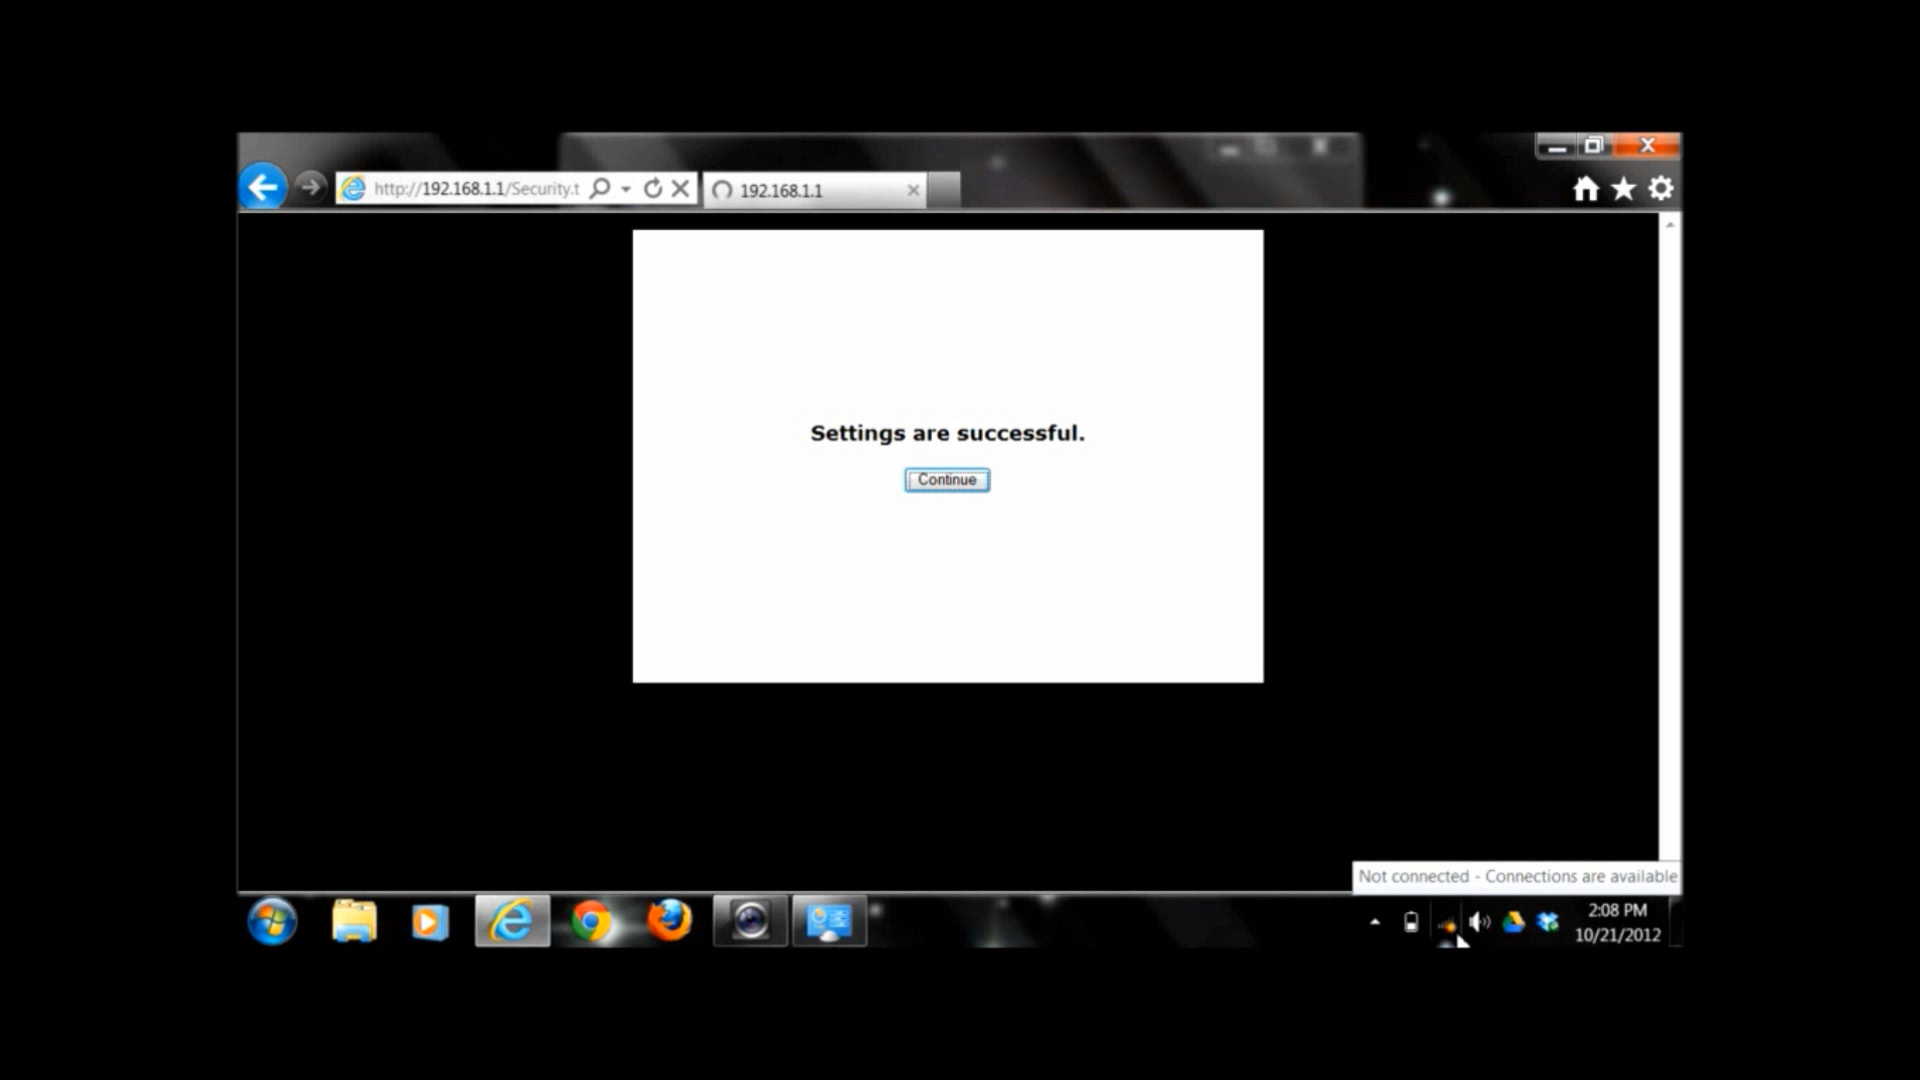 http://192.168.1.1/Security.t
192.168.1.1
Settings are successful.
Continue
Not connected - Connections are available
2:08 PM
10/21/2012